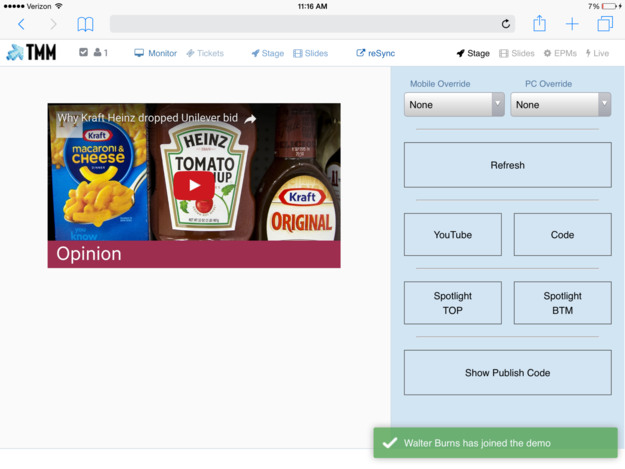 Verizon 11:16 AM 7%
TMM 1 Monitor Tickets Stage Slides reSync Stage Slides EPMs Live
Mobile Override PC Override
None None
Refresh
YouTube Code
Spotlight TOP
Spotlight BTM
Show Publish Code
Why Kraft Heinz dropped Unilever bid
Kraft
macaroni &
CHEESE
DINNER
you
know
HEINZ
TOMATO
Kraft
ORIGINAL
Opinion
Walter Burns has joined the demo